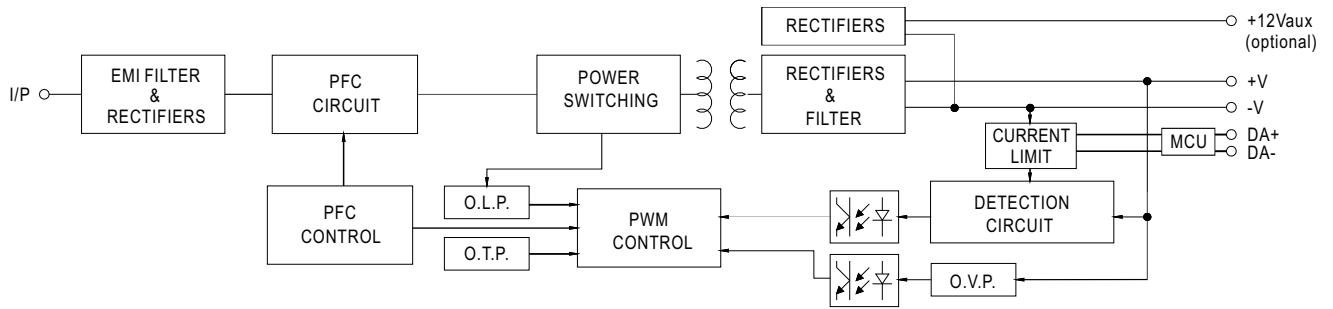 RECTIFIERS
+12Vaux
(optional)
I/P
EMI FILTER
&
RECTIFIERS
PFC
CIRCUIT
POWER
SWITCHING
RECTIFIERS
&
FILTER
+V
-V
CURRENT
LIMIT
MCU
DA+
DA-
PFC
CONTROL
O.L.P.
O.T.P.
PWM
CONTROL
DETECTION
CIRCUIT
O.V.P.